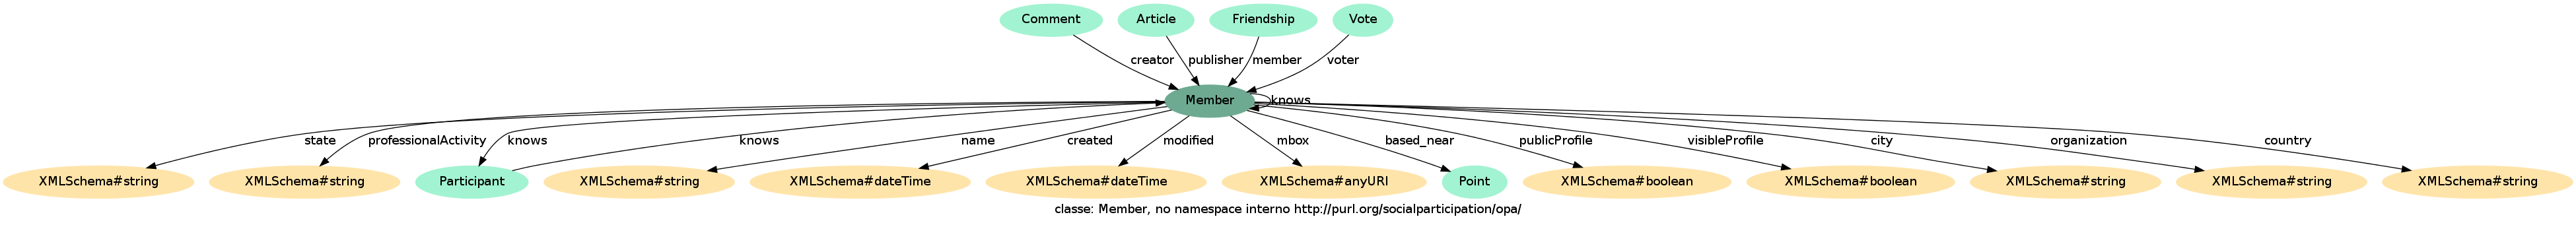 Comment Article Friendship Vote
creator publisher member voter
Member knows
state professionalActivity knows knows name created modified mbox based_near publicProfile visibleProfile city organization country
XMLSchema#string XMLSchema#string Participant XMLSchema#string XMLSchema#dateTime XMLSchema#dateTime XMLSchema#anyURI Point XMLSchema#boolean XMLSchema#boolean XMLSchema#string XMLSchema#string XMLSchema#string
classe: Member, no namespace interno http://purl.org/socialparticipation/opa/